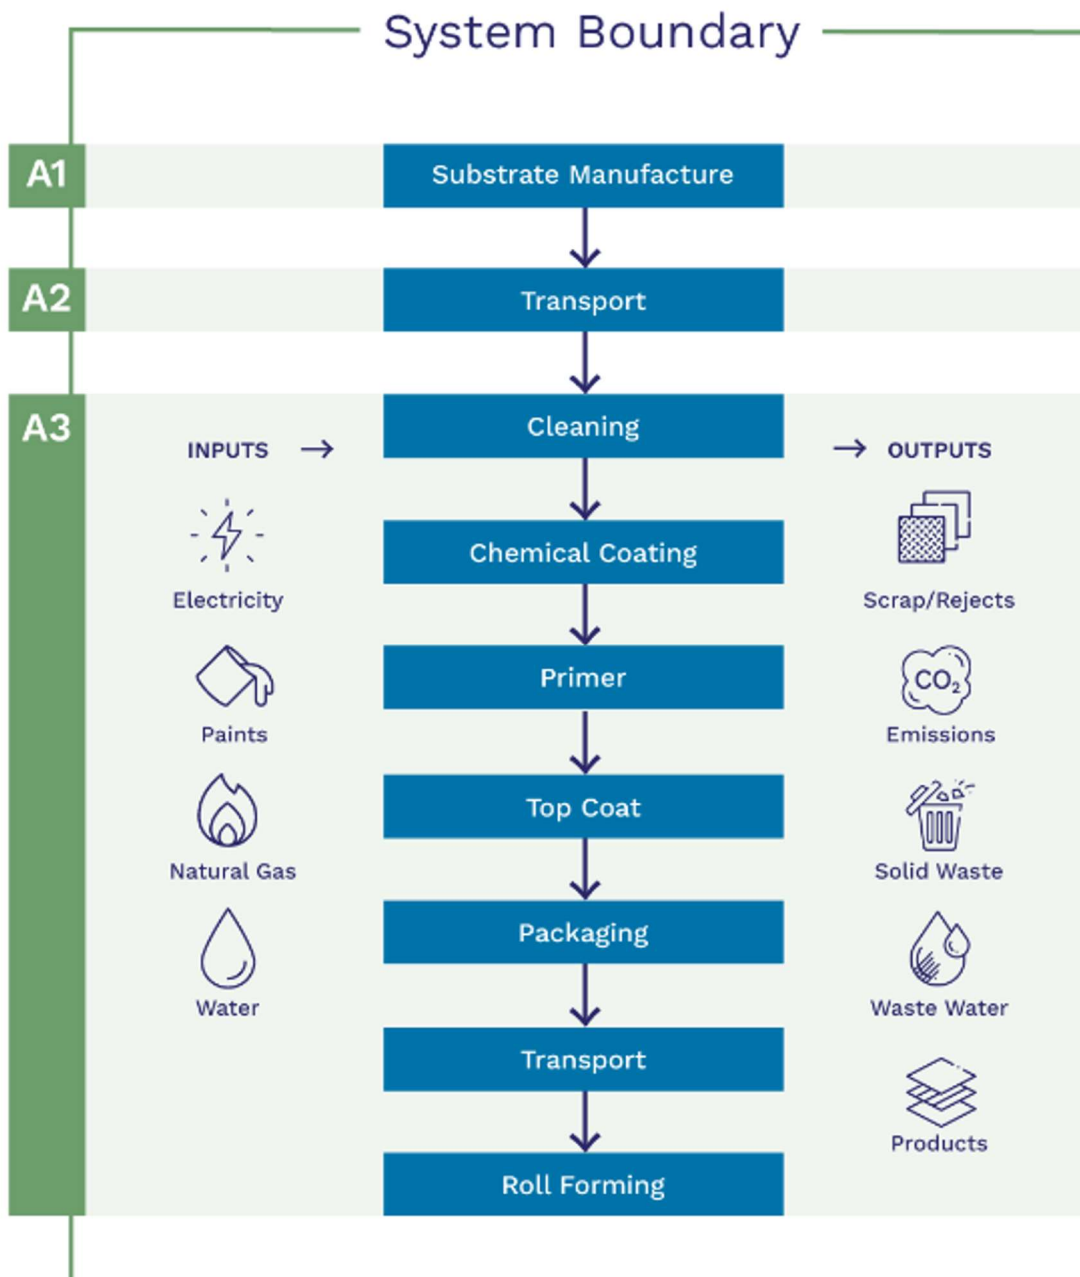 System Boundary
A1
Substrate Manufacture
A2
Transport
A3
INPUTS
Cleaning
OUTPUTS
Electricity
Chemical Coating
Scrap/Rejects
Paints
Primer
CO₂
Emissions
Natural Gas
Top Coat
Solid Waste
Water
Packaging
Waste Water
Transport
Products
Roll Forming